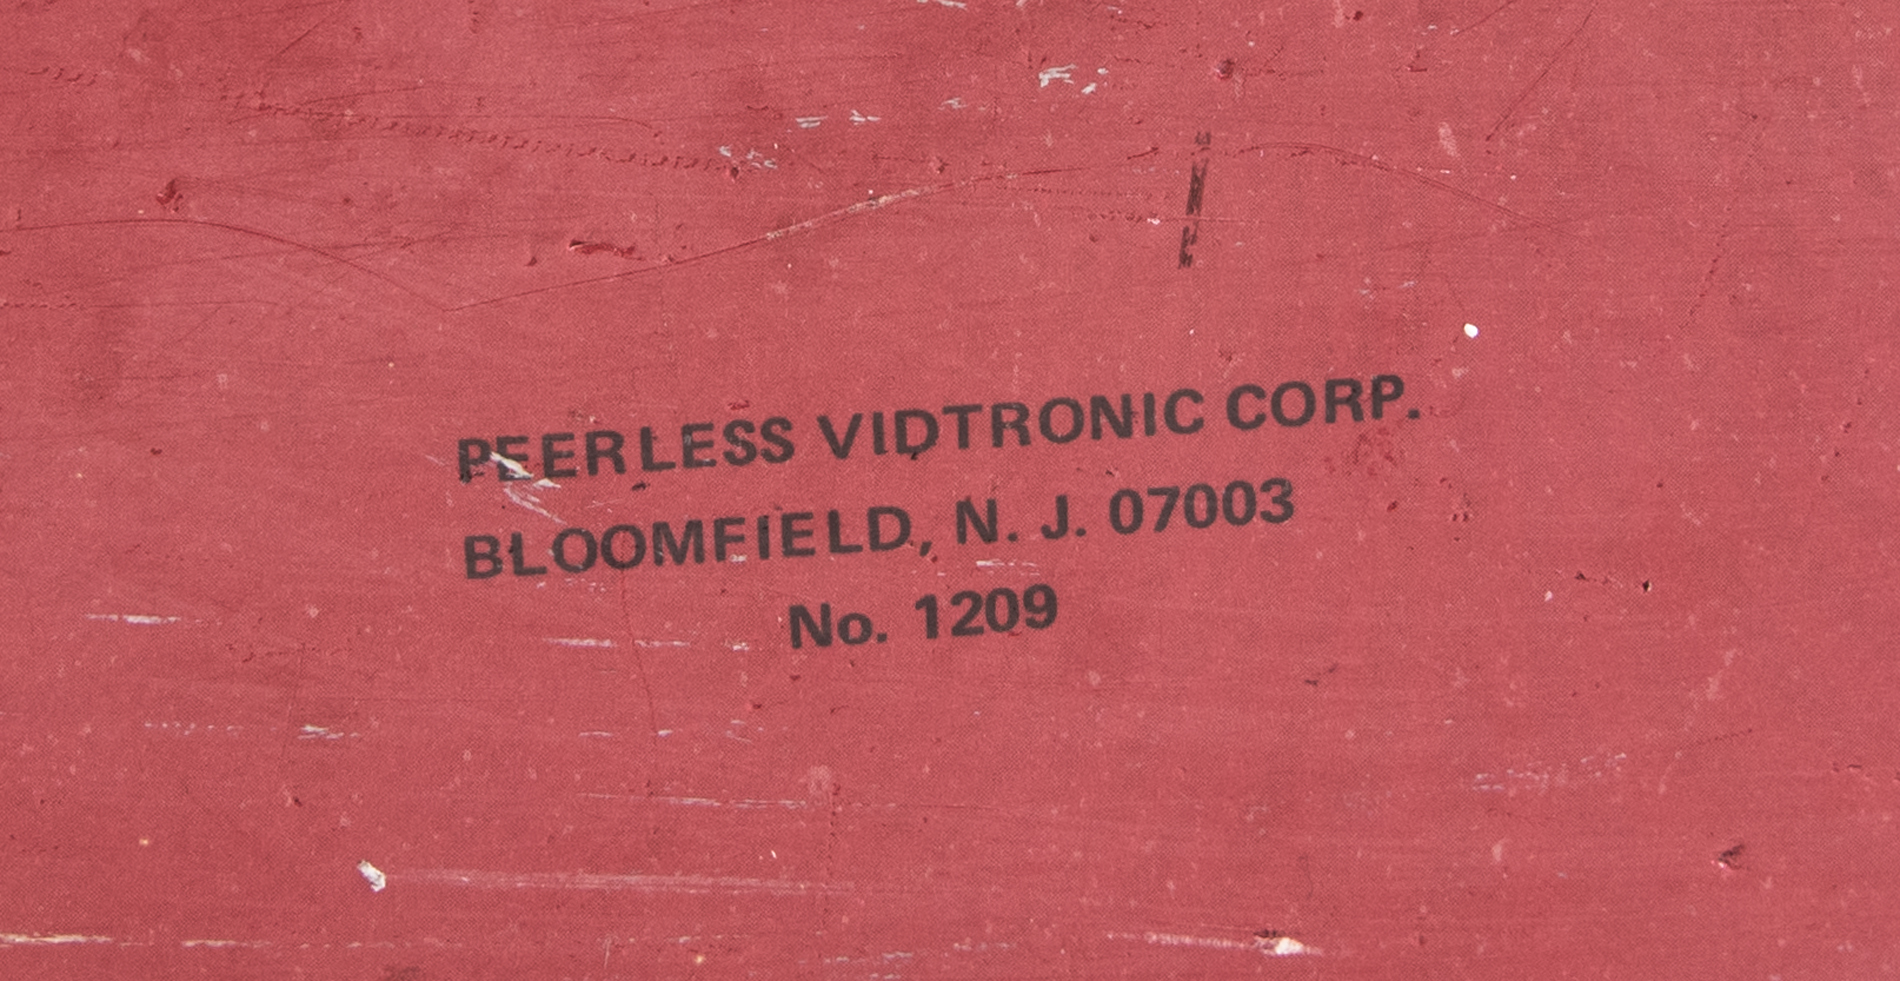 PEERLESS VIDTRONIC CORP.
BLOOMFIELD, N. J. 07003
No. 1209